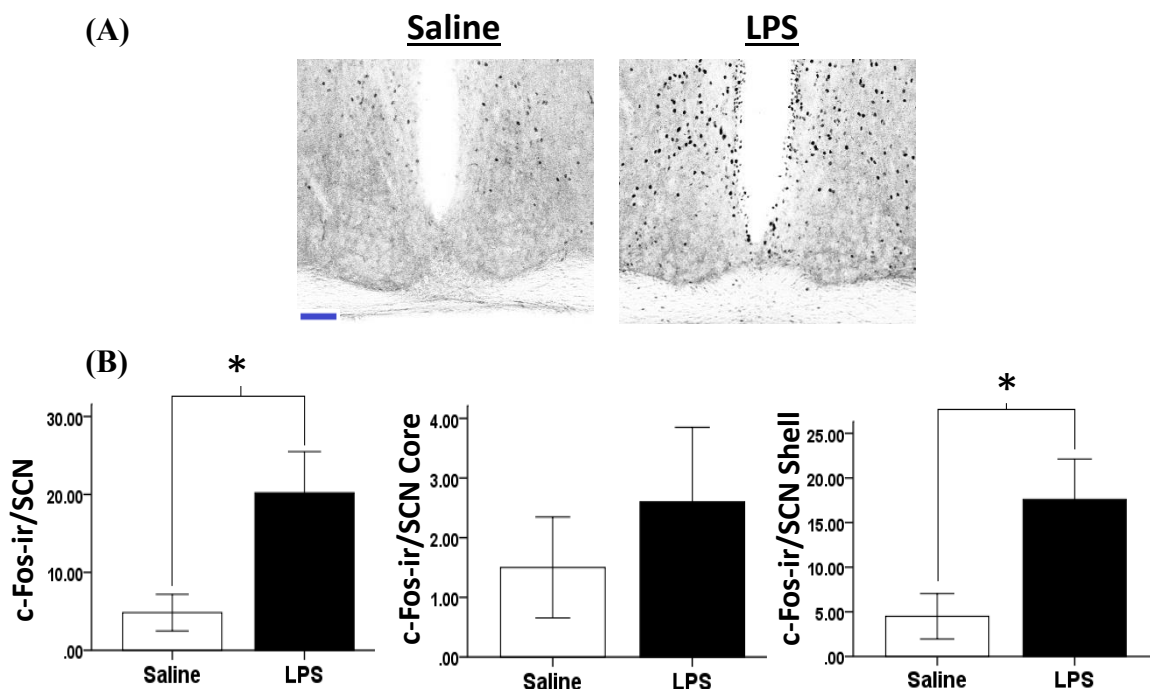 (A)
Saline
LPS
(B)
*
c-Fos-ir/SCN
30.00
20.00
10.00
.00
Saline
LPS
c-Fos-ir/SCN Core
4.00
3.00
2.00
1.00
.00
Saline
LPS
*
c-Fos-ir/SCN Shell
25.00
20.00
15.00
10.00
5.00
.00
Saline
LPS